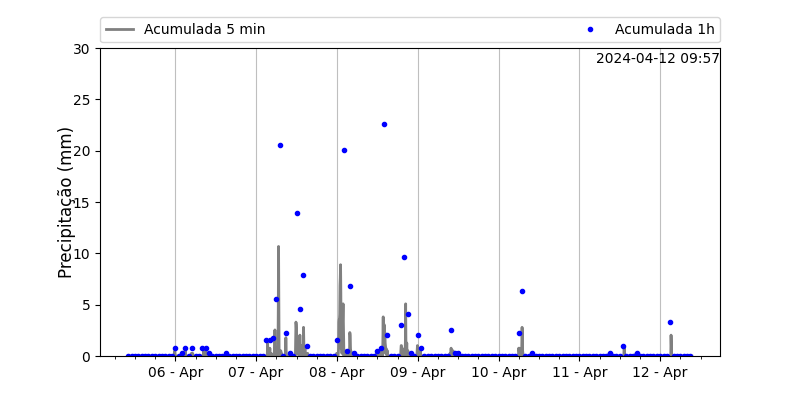 Acumulada 5 min
Acumulada 1h
2024-04-12 09:57
Precipitação (mm)
30
25
20
15
10
5
0
06 - Apr
07 - Apr
08 - Apr
09 - Apr
10 - Apr
11 - Apr
12 - Apr